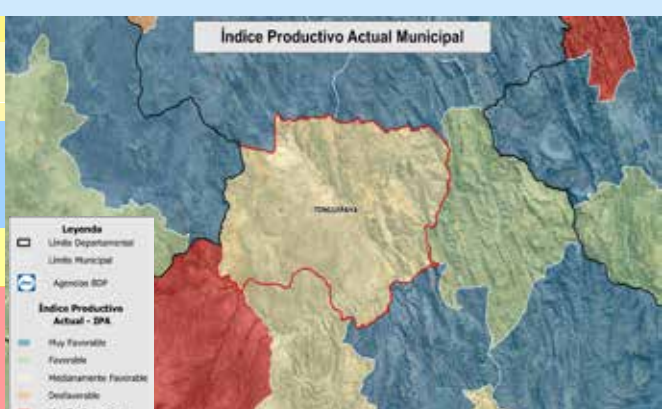 Índice Productivo Actual Municipal
Leyenda
Límite Departamental
Límite Municipal
Agencias BDP
Índice Productivo
Actual - IPA
Muy Favorable
Favorable
Medianamente Favorable
Desfavorable